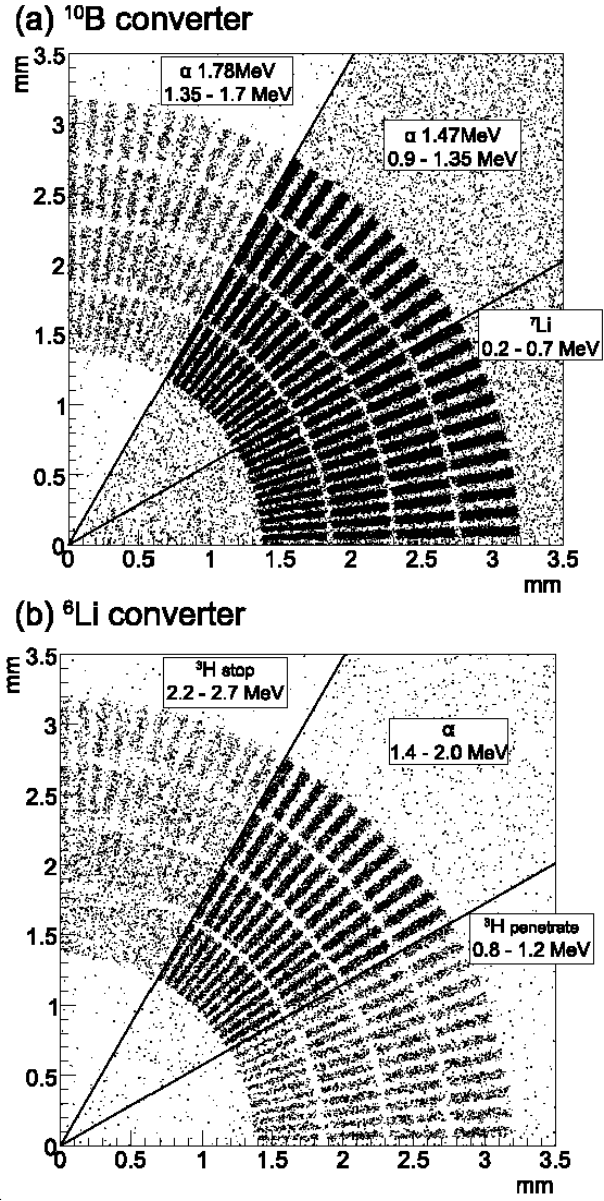 (a) ¹⁰B converter
mm
3.5
3
2.5
2
1.5
1
0.5
0
α 1.78MeV
1.35 - 1.7 MeV
α 1.47MeV
0.9 - 1.35 MeV
⁷Li
0.2 - 0.7 MeV
0 0.5 1 1.5 2 2.5 3 3.5
mm
(b) ⁶Li converter
mm
3.5
3
2.5
2
1.5
1
0.5
0
³H stop
2.2 - 2.7 MeV
α
1.4 - 2.0 MeV
³H penetrate
0.8 - 1.2 MeV
0 0.5 1 1.5 2 2.5 3 3.5
mm